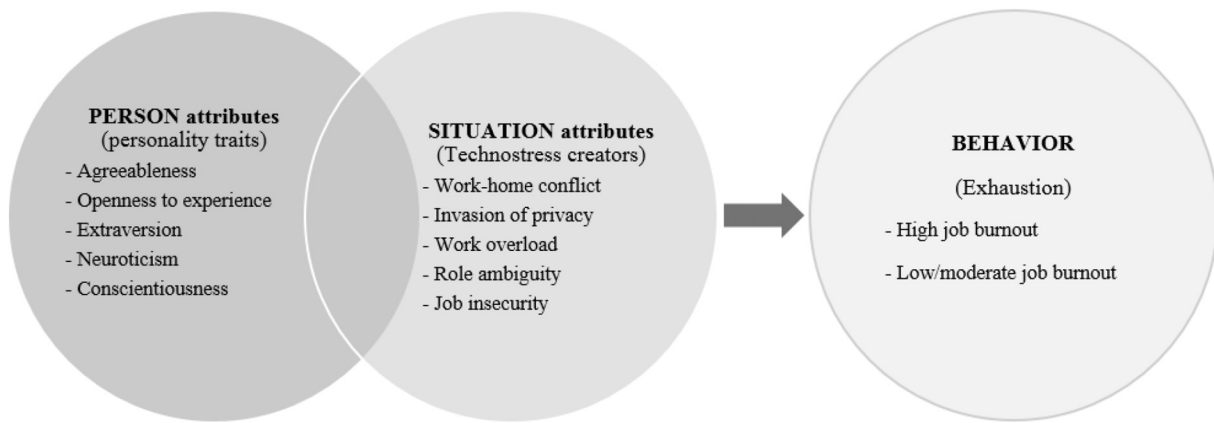 PERSON attributes
(personality traits)
- Agreeableness
- Openness to experience
- Extraversion
- Neuroticism
- Conscientiousness
SITUATION attributes
(Technostress creators)
- Work-home conflict
- Invasion of privacy
- Work overload
- Role ambiguity
- Job insecurity
BEHAVIOR
(Exhaustion)
- High job burnout
- Low/moderate job burnout